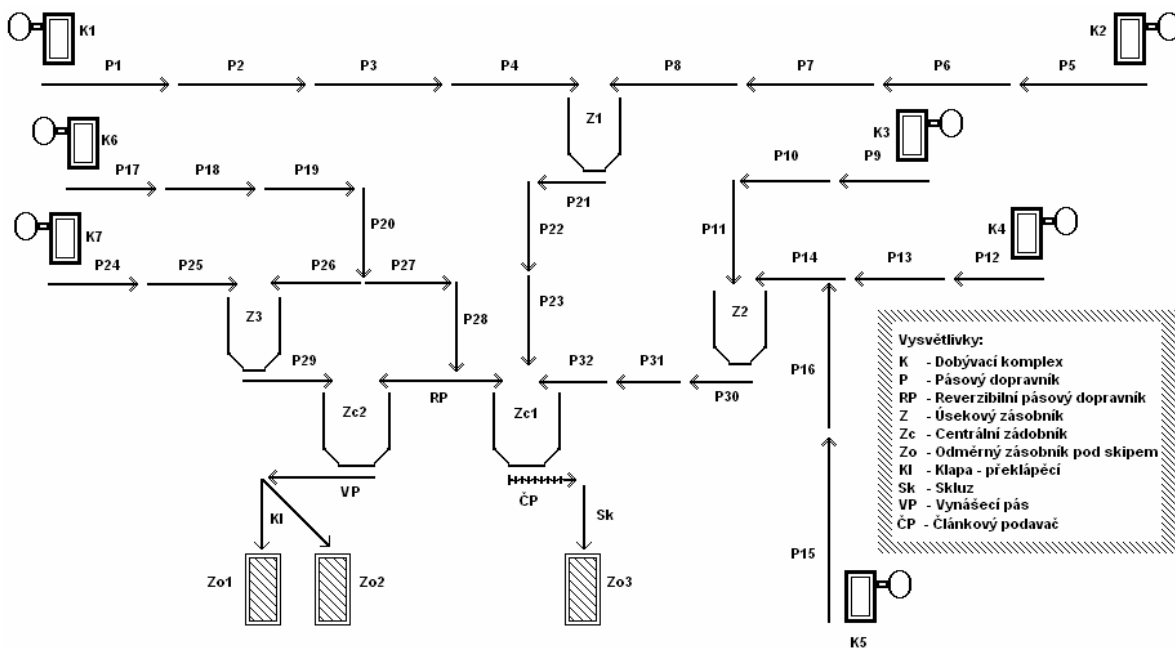 K1
K2
P1
P2
P3
P4
P8
P7
P6
P5
Z1
K6
K3
P17
P18
P19
P21
P10
P9
K7
P20
P22
P11
K4
P24
P25
P26
P27
P14
P13
P12
Z3
P28
P23
Z2
P29
RP
P32
P31
P30
P16
Zc2
Zc1
VP
ČP
Sk
Kl
Zo1
Zo2
Zo3
P15
K5
Vysvětlivky:
K - Dobývací komplex
P - Pásový dopravník
RP - Reverzibilní pásový dopravník
Z - Úsekový zásobník
Zc - Centrální zádobník
Zo - Odměrný zásobník pod skipem
Kl - Klapa - překlápěcí
Sk - Skluz
VP - Vynášecí pás
ČP - Článkový podavač